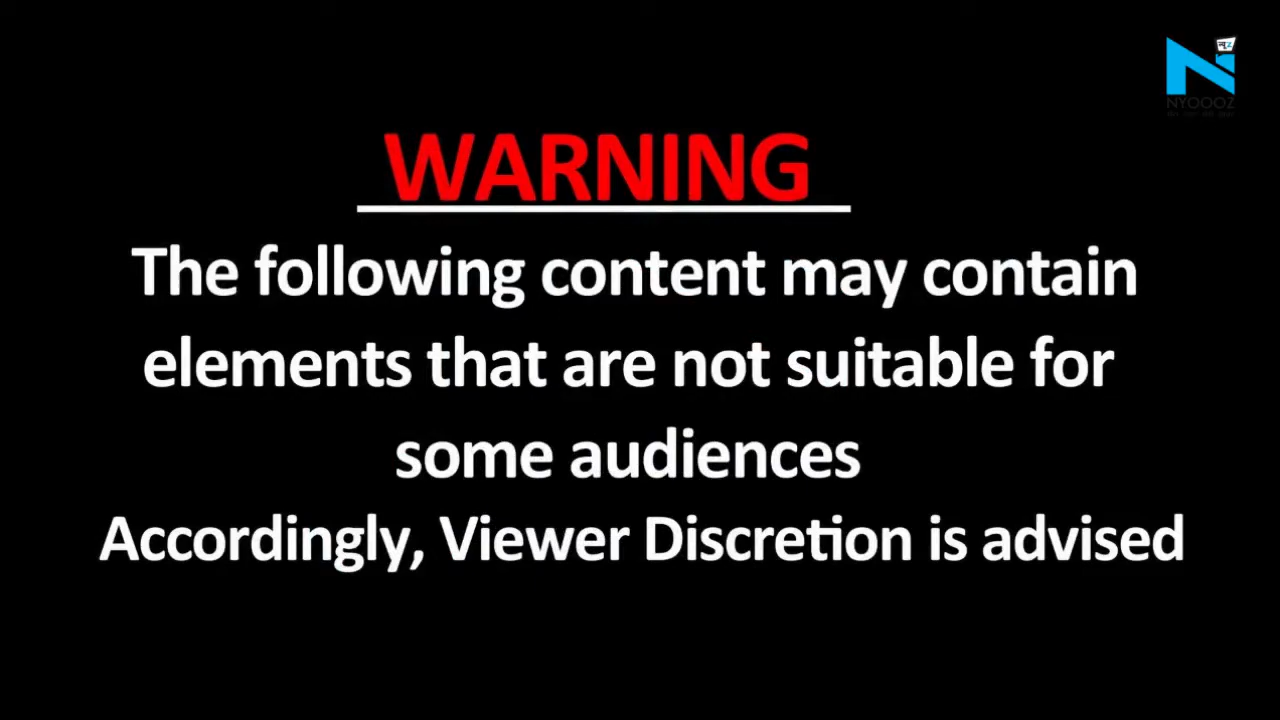 NYOOOZ
WARNING
The following content may contain
elements that are not suitable for
some audiences
Accordingly, Viewer Discretion is advised